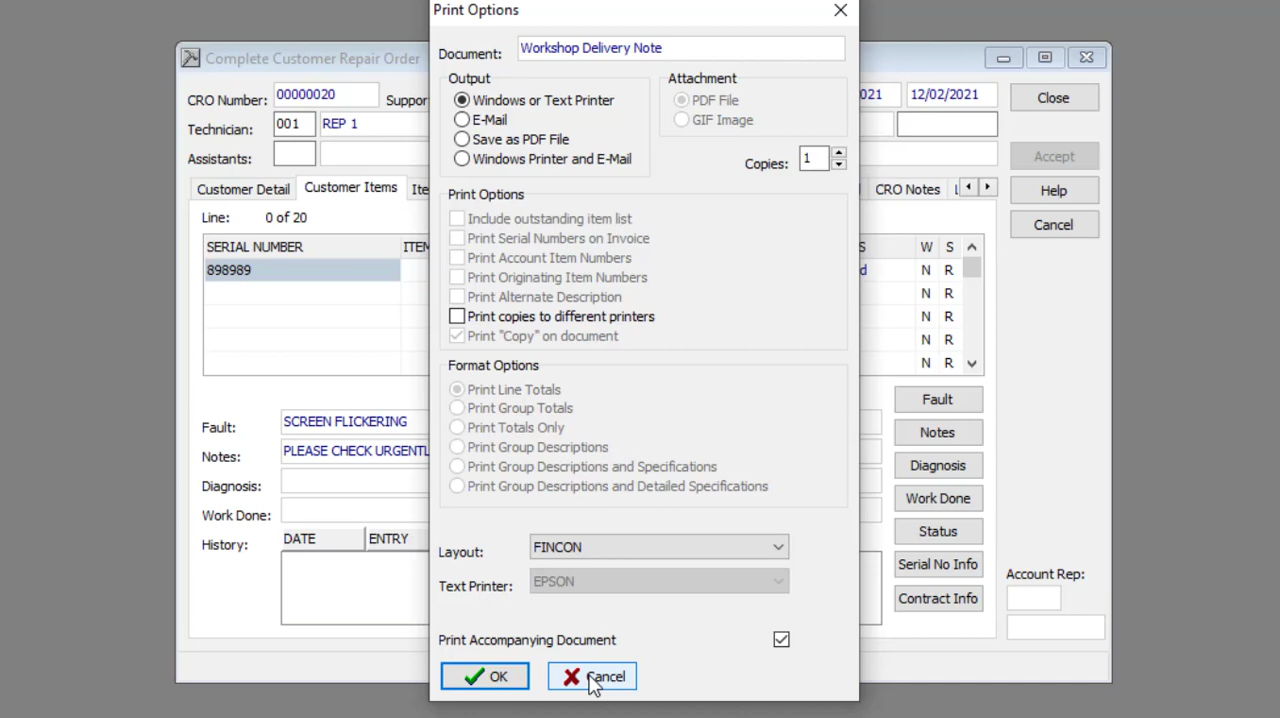 Print Options
Document: Workshop Delivery Note
Output
Windows or Text Printer
E-Mail
Save as PDF File
Windows Printer and E-Mail
Attachment
PDF File
GIF Image
Copies: 1
Print Options
Include outstanding item list
Print Serial Numbers on Invoice
Print Account Item Numbers
Print Originating Item Numbers
Print Alternate Description
Print copies to different printers
Print "Copy" on document
Format Options
Print Line Totals
Print Group Totals
Print Totals Only
Print Group Descriptions
Print Group Descriptions and Specifications
Print Group Descriptions and Detailed Specifications
Layout: FINCON
Text Printer: EPSON
Print Accompanying Document
OK Cancel
Complete Customer Repair Order
CRO Number: 00000020 Suppor 021 12/02/2021
Technician: 001 REP 1
Assistants:
Customer Detail Customer Items Ite CRO Notes L
Line: 0 of 20
SERIAL NUMBER ITEM S W S
898989 d N R
N R
N R
N R
N R
Fault: SCREEN FLICKERING
Notes: PLEASE CHECK URGENTL
Diagnosis:
Work Done:
History: DATE ENTRY
Fault
Notes
Diagnosis
Work Done
Status
Serial No Info
Contract Info
Close
Accept
Help
Cancel
Account Rep: